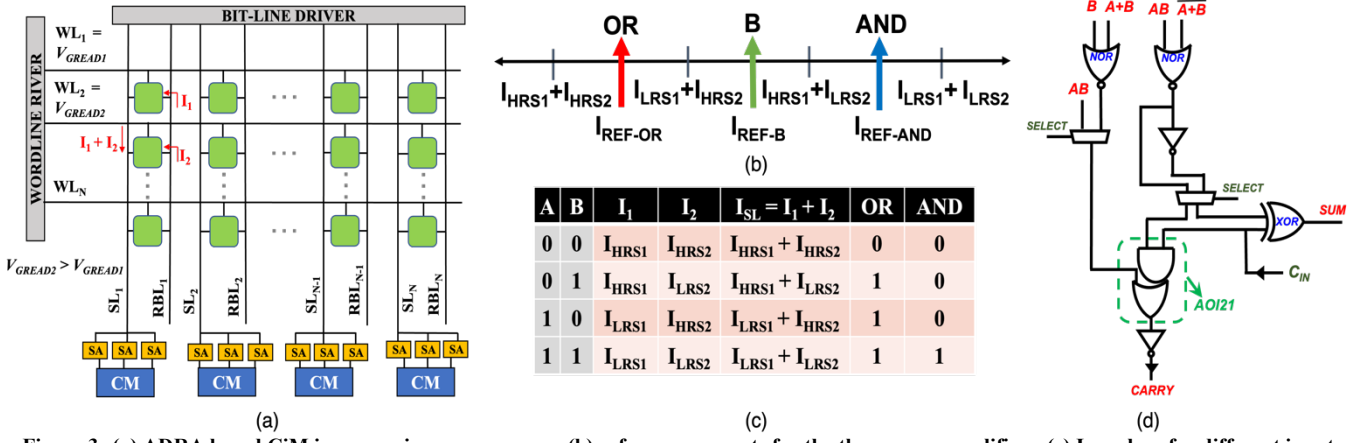 BIT-LINE DRIVER
WORDLINE RIVER
WL1 =
VGREAD1
WL2 =
VGREAD2
I1
I1 + I2
I2
WLN
VGREAD2 > VGREAD1
SL1
RBL1
SL2
RBL2
SLN-1
RBLN-1
SLN
RBLN
SA SA SA SA SA SA SA SA SA SA SA SA
CM CM CM CM
(a)
OR B AND
IHRS1+IHRS2 ILRS1+IHRS2 IHRS1+ILRS2 ILRS1+ ILRS2
IREF-OR IREF-B IREF-AND
(b)
A B I1 I2 ISL = I1 + I2 OR AND
0 0 IHRS1 IHRS2 IHRS1 + IHRS2 0 0
0 1 IHRS1 ILRS2 IHRS1 + ILRS2 1 0
1 0 ILRS1 IHRS2 ILRS1 + IHRS2 1 0
1 1 ILRS1 ILRS2 ILRS1 + ILRS2 1 1
(c)
B A+B AB A+B
NOR NOR
AB
SELECT
SELECT
XOR
SUM
CIN
AOI21
CARRY
(d)